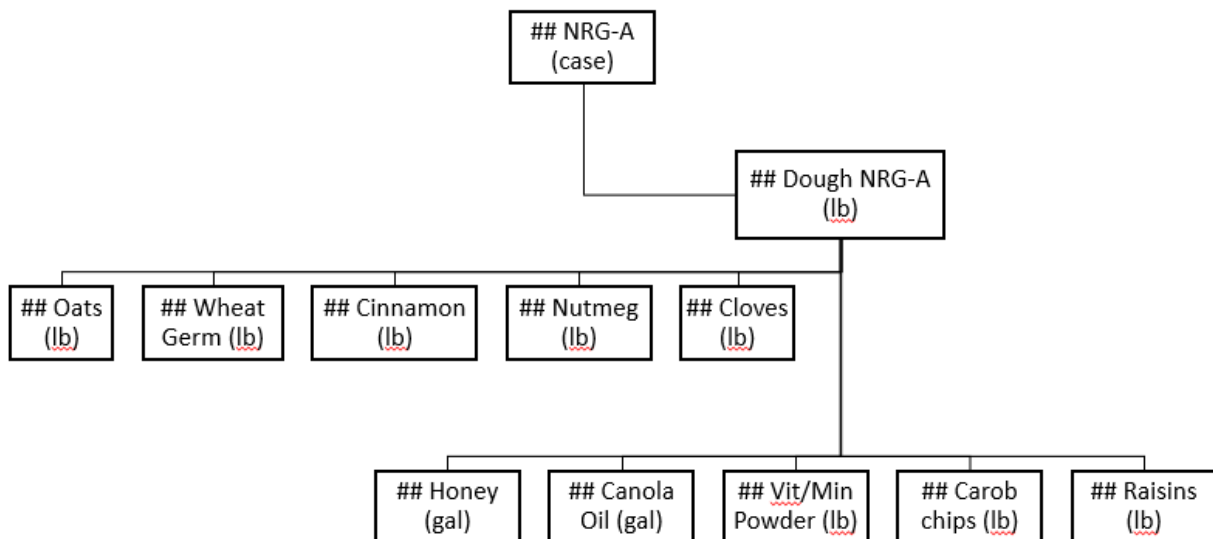 ## NRG-A
(case)
## Dough NRG-A
(lb)
## Oats
(lb)
## Wheat
Germ (lb)
## Cinnamon
(lb)
## Nutmeg
(lb)
## Cloves
(lb)
## Honey
(gal)
## Canola
Oil (gal)
## Vit/Min
Powder (lb)
## Carob
chips (lb)
## Raisins
(lb)